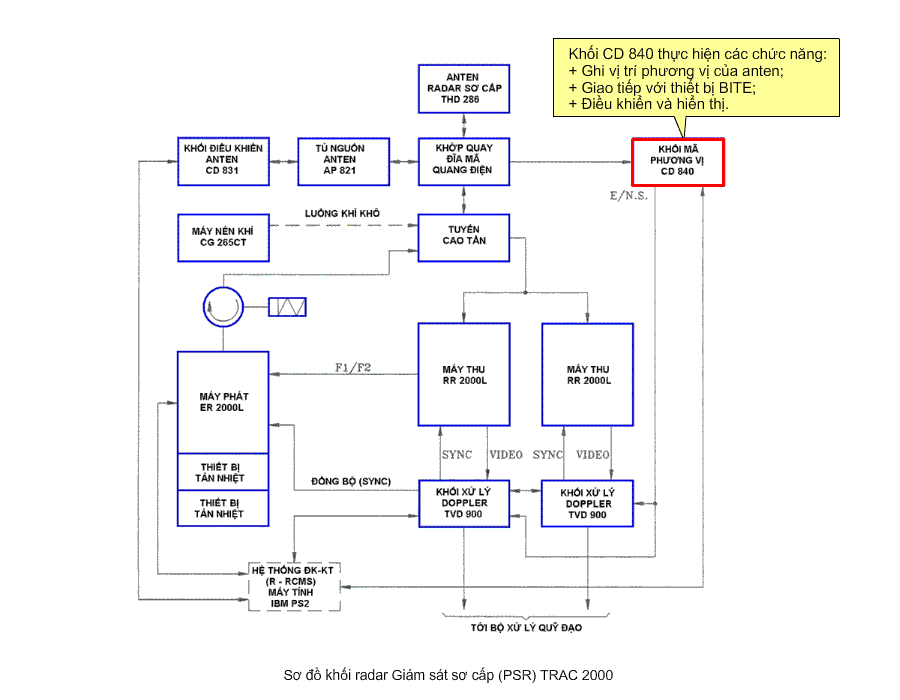 Khối CD 840 thực hiện các chức năng:
+ Ghi vị trí phương vị của anten;
+ Giao tiếp với thiết bị BITE;
+ Điều khiển và hiển thị.
ANTEN
RADAR SƠ CẤP
THD 286
KHỐI ĐIỀU KHIỂN
ANTEN
CD 831
TỦ NGUỒN
ANTEN
AP 821
KHỚP QUAY
ĐĨA MÃ
QUANG ĐIỆN
KHỐI MÃ
PHƯƠNG VỊ
CD 840
E/N.S.
MÁY NÉN KHÍ
CG 265CT
LUỒNG KHÍ KHÔ
TUYẾN
CAO TẦN
MÁY PHÁT
ER 2000L
F1/F2
MÁY THU
RR 2000L
MÁY THU
RR 2000L
SYNC
VIDEO
SYNC
VIDEO
THIẾT BỊ
TẢN NHIỆT
THIẾT BỊ
TẢN NHIỆT
ĐỒNG BỘ (SYNC)
KHỐI XỬ LÝ
DOPPLER
TVD 900
KHỐI XỬ LÝ
DOPPLER
TVD 900
HỆ THỐNG ĐK-KT
(R - RCMS)
MÁY TÍNH
IBM PS2
TỚI BỘ XỬ LÝ QUỸ ĐẠO
Sơ đồ khối radar Giám sát sơ cấp (PSR) TRAC 2000